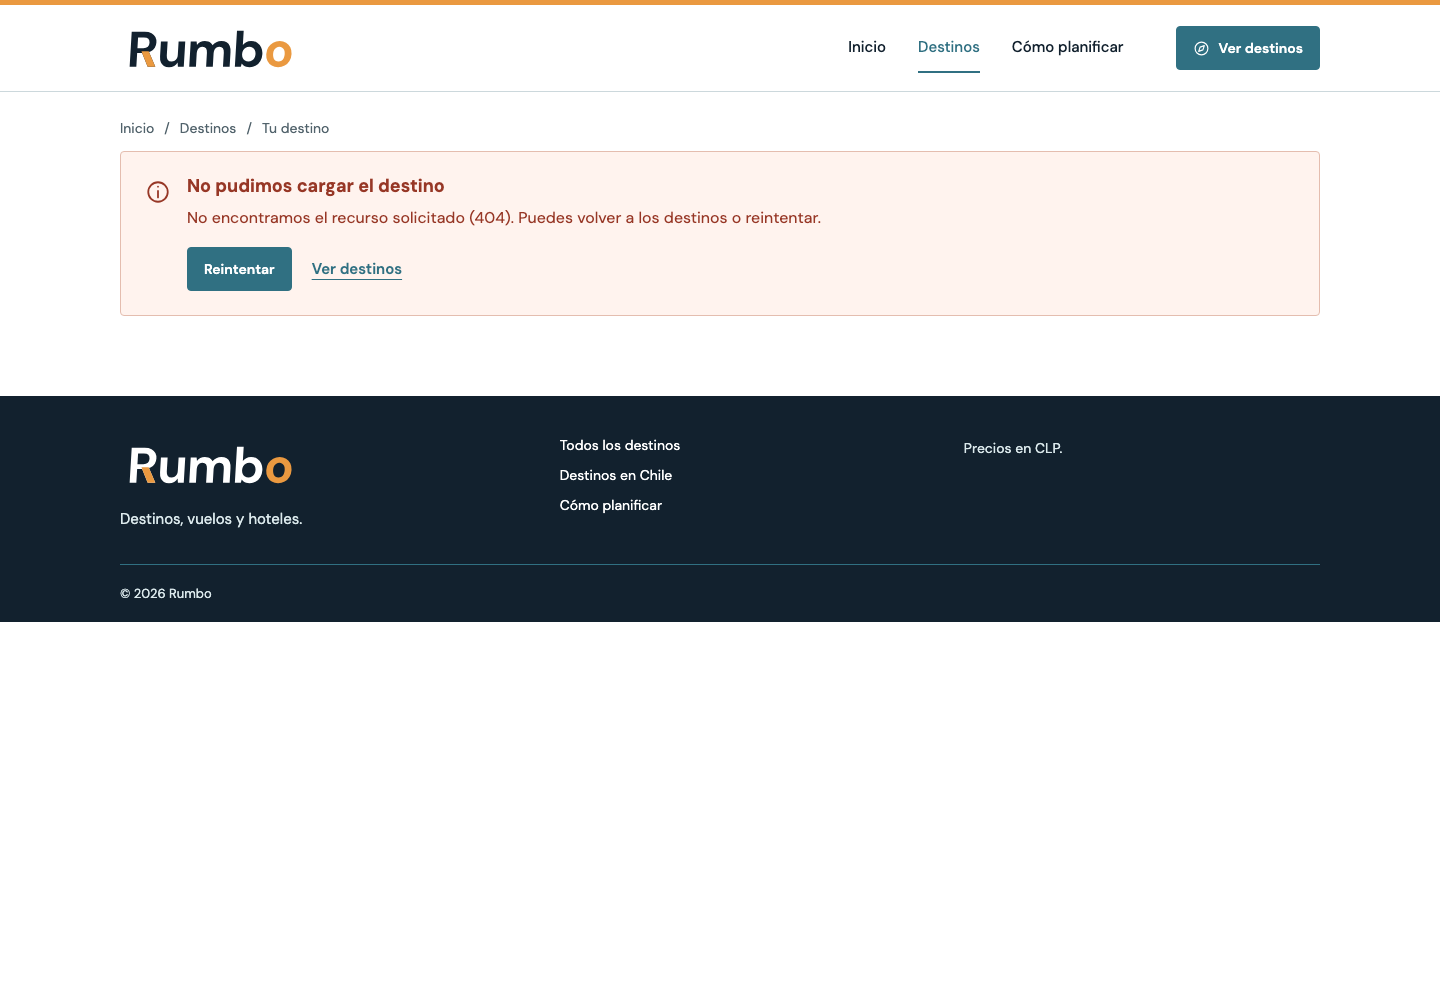 Rumbo
Inicio
Destinos
Cómo planificar
Ver destinos
Inicio / Destinos / Tu destino
No pudimos cargar el destino
No encontramos el recurso solicitado (404). Puedes volver a los destinos o reintentar.
Reintentar
Ver destinos
Rumbo
Destinos, vuelos y hoteles.
Todos los destinos
Destinos en Chile
Cómo planificar
Precios en CLP.
© 2026 Rumbo